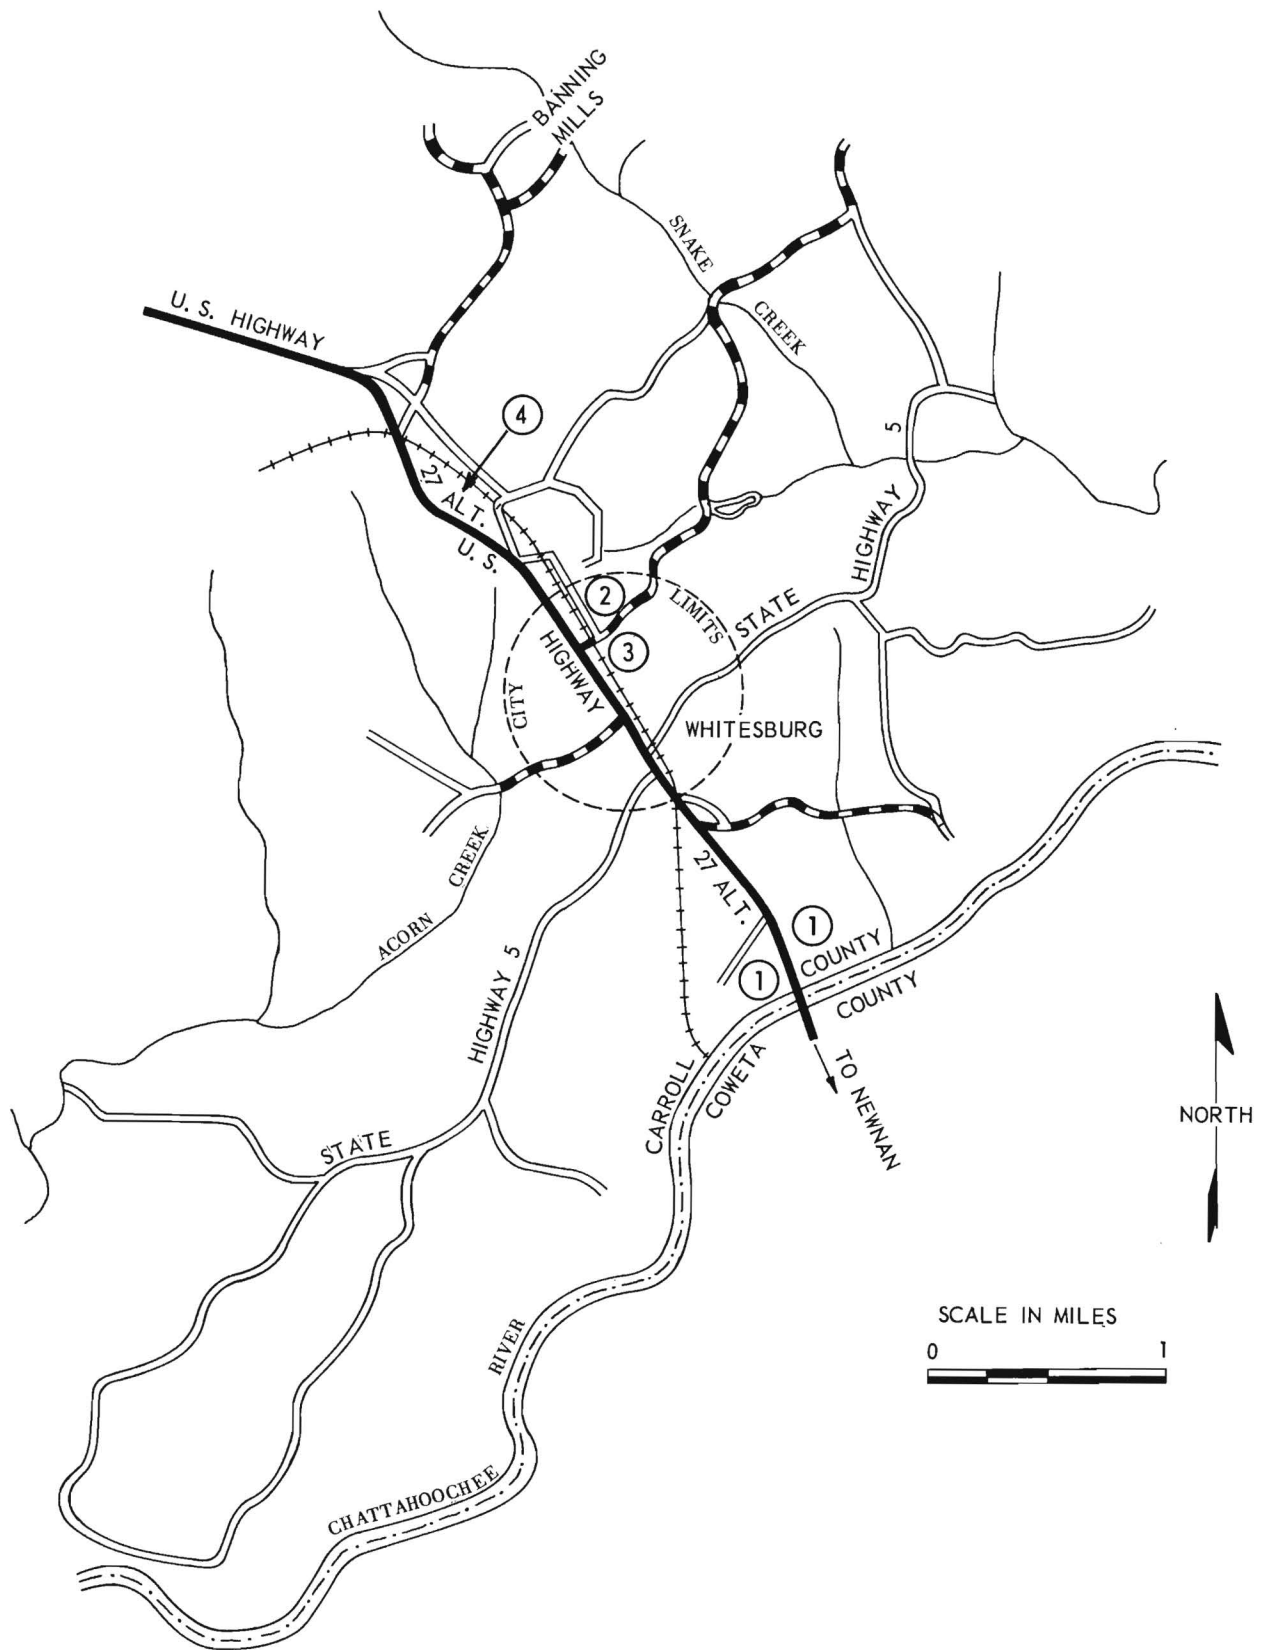 BANNING
MILLS
SNAKE
CREEK
U. S. HIGHWAY
4
27 ALT.
U. S.
HIGHWAY
5
HIGHWAY
STATE
2
LIMITS
3
CITY
WHITESBURG
CREEK
ACORN
27 ALT.
1
1
COUNTY
COUNTY
HIGHWAY 5
STATE
CARROLL
COWETA
TO NEWNAN
NORTH
SCALE IN MILES
0 1
RIVER
CHATTAHOOCHEE